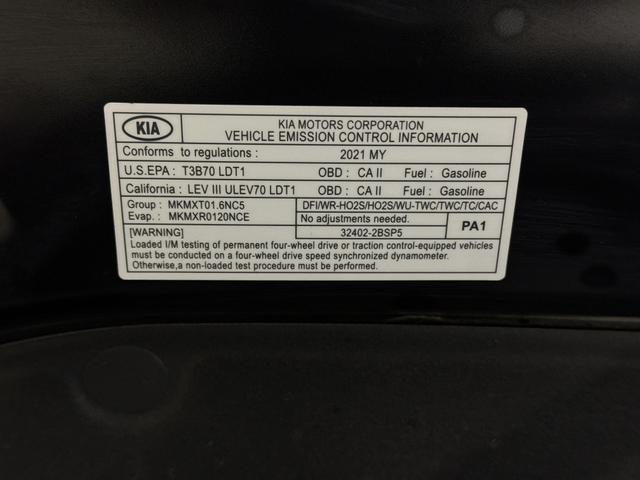 KIA
KIA MOTORS CORPORATION
VEHICLE EMISSION CONTROL INFORMATION
Conforms to regulations : 2021 MY
U.S.EPA : T3B70 LDT1 OBD : CA II Fuel : Gasoline
California : LEV III ULEV70 LDT1 OBD : CA II Fuel : Gasoline
Group : MKMXT01.6NC5 DFI/WR-HO2S/HO2S/WU-TWC/TWC/TC/CAC
Evap. : MKMXR0120NCE No adjustments needed. PA1
[WARNING] 32402-2BSP5
Loaded I/M testing of permanent four-wheel drive or traction control-equipped vehicles
must be conducted on a four-wheel drive speed synchronized dynamometer.
Otherwise,a non-loaded test procedure must be performed.